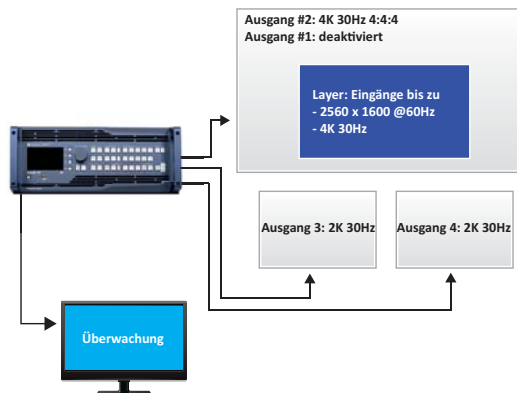 Ausgang #2: 4K 30Hz 4:4:4
Ausgang #1: deaktiviert
Layer: Eingänge bis zu
- 2560 x 1600 @60Hz
- 4K 30Hz
Ausgang 3: 2K 30Hz
Ausgang 4: 2K 30Hz
Überwachung